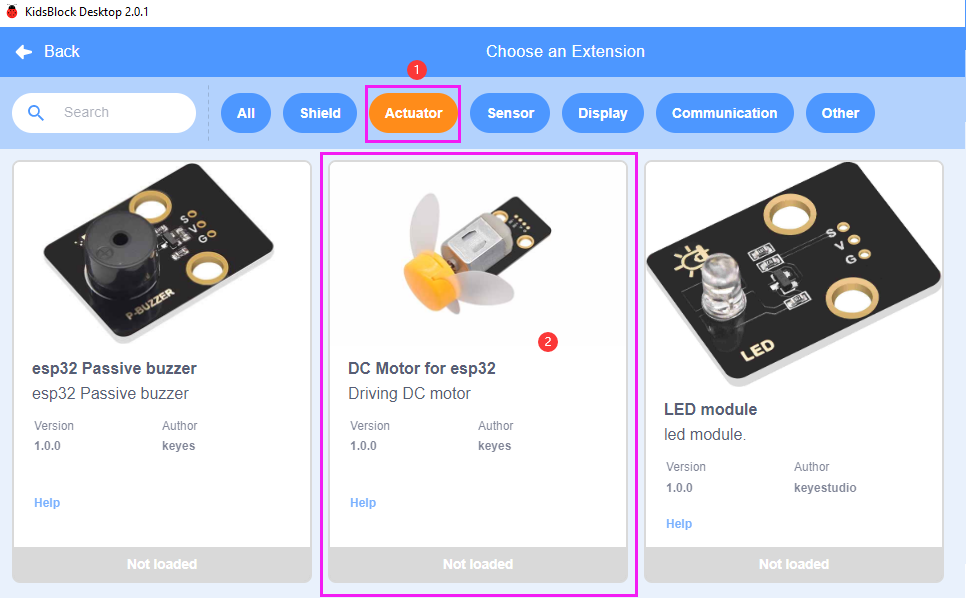 KidsBlock Desktop 2.0.1
Back
Choose an Extension
1
Search
All
Shield
Actuator
Sensor
Display
Communication
Other
S
V
G
P-BUZZER
esp32 Passive buzzer
esp32 Passive buzzer
Version
Author
1.0.0
keyes
Help
Not loaded
2
DC Motor for esp32
Driving DC motor
Version
Author
1.0.0
keyes
Help
Not loaded
S
V
G
LED
LED module
led module.
Version
Author
1.0.0
keyestudio
Help
Not loaded